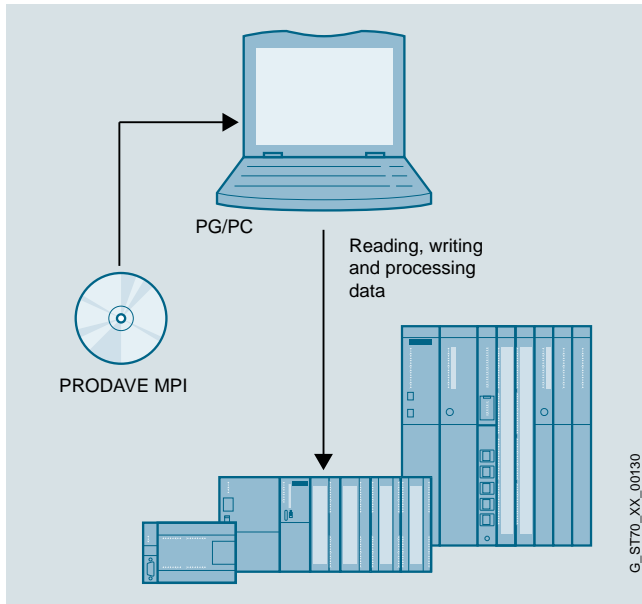 PG/PC
Reading, writing
and processing
data
PRODAVE MPI
G_ST70_XX_00130